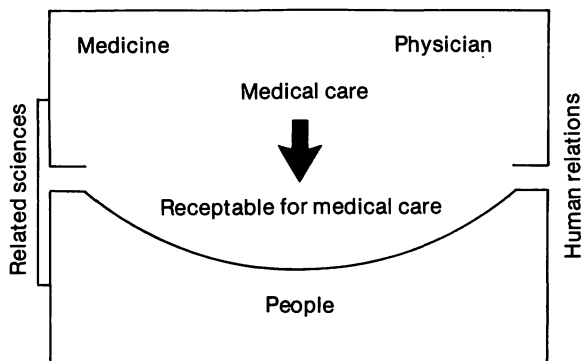 Medicine
Physician
Medical care
Receptable for medical care
People
Related sciences
Human relations